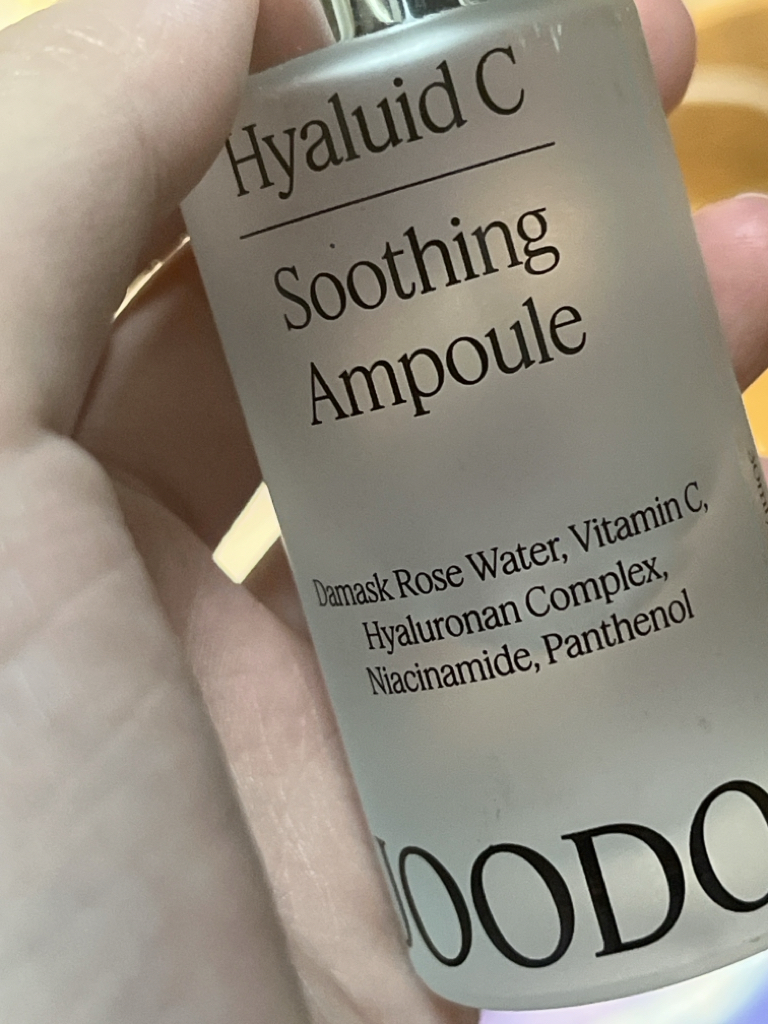 Hyaluid C
Soothing
Ampoule
Damask Rose Water, Vitamin C,
Hyaluronan Complex,
Niacinamide, Panthenol